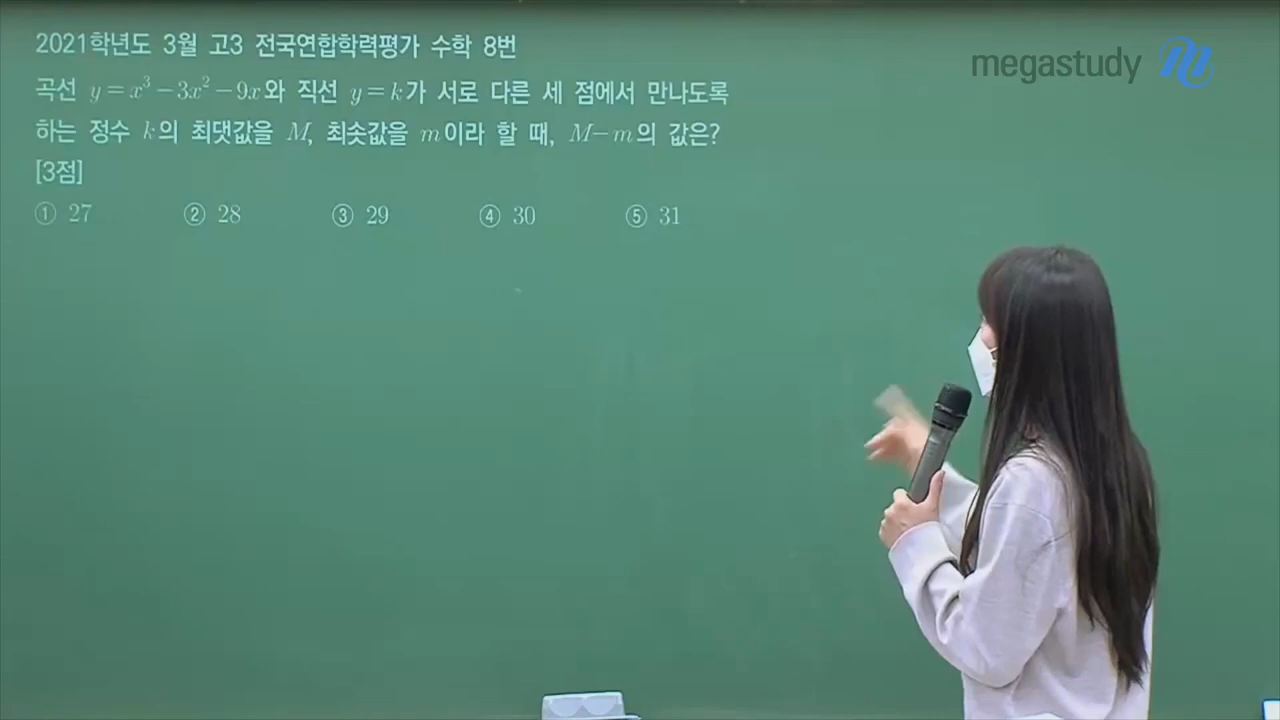 2021학년도 3월 고3 전국연합학력평가 수학 8번
megastudy
곡선 y=x³-3x²-9x와 직선 y=k가 서로 다른 세 점에서 만나도록
하는 정수 k의 최댓값을 M, 최솟값을 m이라 할 때, M-m의 값은?
[3점]
① 27 ② 28 ③ 29 ④ 30 ⑤ 31